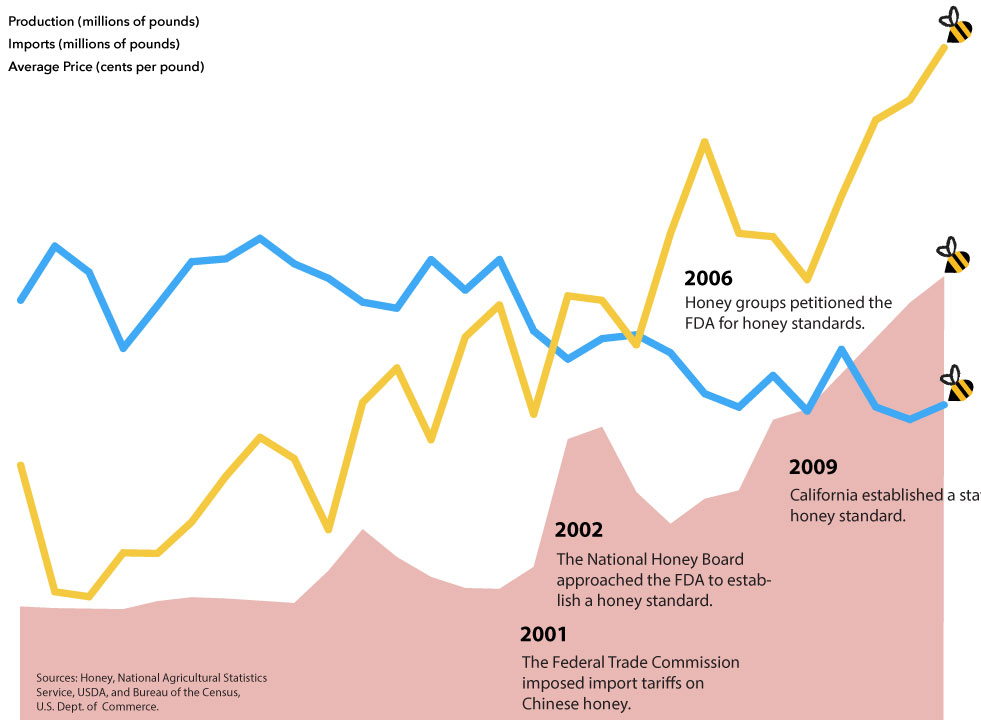 Production (millions of pounds)
Imports (millions of pounds)
Average Price (cents per pound)
2006
Honey groups petitioned the
FDA for honey standards.
2009
California established a sta
honey standard.
2002
The National Honey Board
approached the FDA to estab-
lish a honey standard.
2001
The Federal Trade Commission
imposed import tariffs on
Chinese honey.
Sources: Honey, National Agricultural Statistics
Service, USDA, and Bureau of the Census,
U.S. Dept. of Commerce.